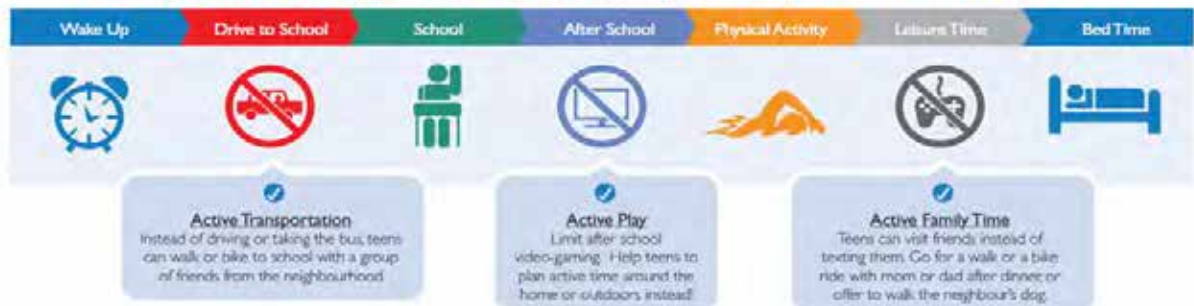 Wake Up
Drive to School
School
After School
Physical Activity
Leisure Time
Bed Time
Active Transportation
Instead of driving or taking the bus, teens
can walk or bike to school with a group
of friends from the neighbourhood
Active Play
Limit after school
video-gaming. Help teens to
plan active time around the
home or outdoors instead!
Active Family Time
Teens can visit friends instead of
texting them. Go for a walk or a bike
ride with mom or dad after dinner, or
offer to walk the neighbour's dog.